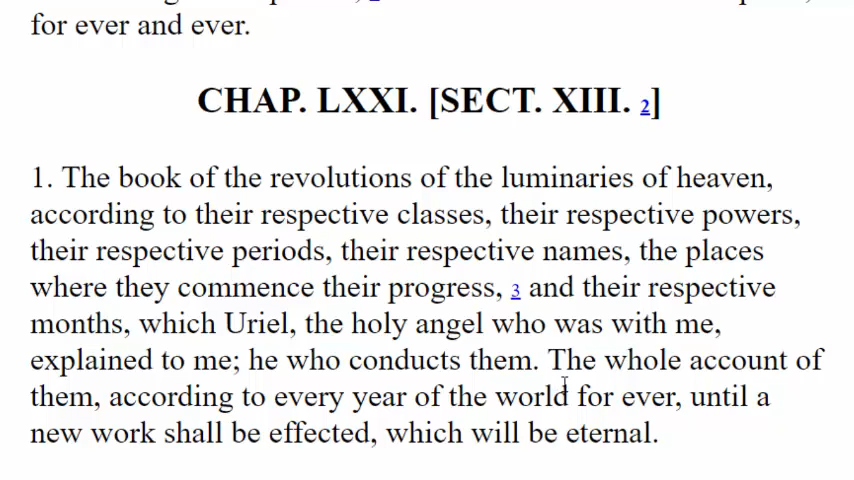 for ever and ever.
CHAP. LXXI. [SECT. XIII. 2]
1. The book of the revolutions of the luminaries of heaven,
according to their respective classes, their respective powers,
their respective periods, their respective names, the places
where they commence their progress, 3 and their respective
months, which Uriel, the holy angel who was with me,
explained to me; he who conducts them. The whole account of
them, according to every year of the world for ever, until a
new work shall be effected, which will be eternal.